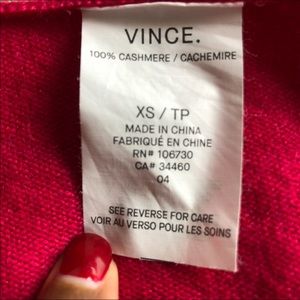 VINCE.
100% CASHMERE / CACHEMIRE
XS / TP
MADE IN CHINA
FABRIQUÉ EN CHINE
RN# 106730
CA# 34460
04
SEE REVERSE FOR CARE
VOIR AU VERSO POUR LES SOINS